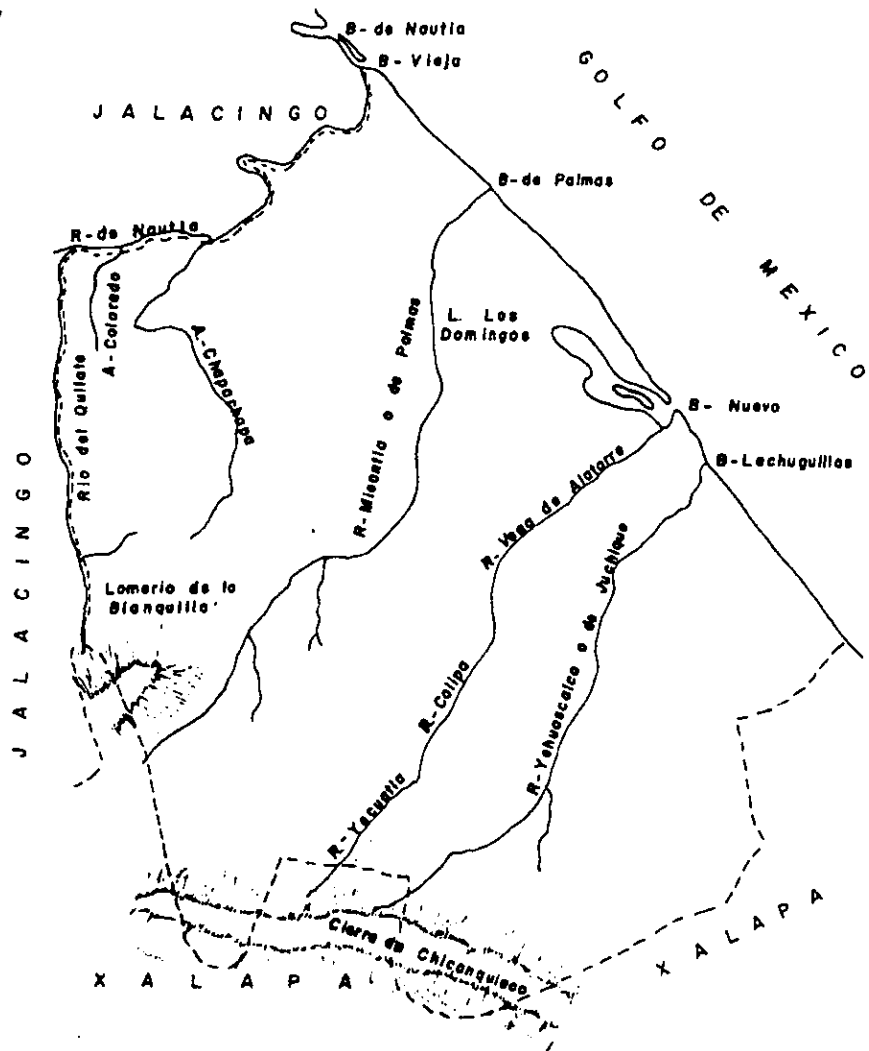 B- de Nautla
B- Vieja
GOLFO DE MEXICO
JALACINGO
B- de Palmas
R- de Nautla
A- Colorado
A- Chapachapa
L. Los
Domingos
R- Misantla o de Palmas
Rio del Quilate
B- Nuevo
B- Lechuguillas
R- Vega de Alatorre
R- Yehuascalco o de Juchique
JALACINGO
Lomerio de la
Blanquilla
R- Colipa
R- Yacuatla
Cierra de Chiconquiaco
XALAPA
XALAPA